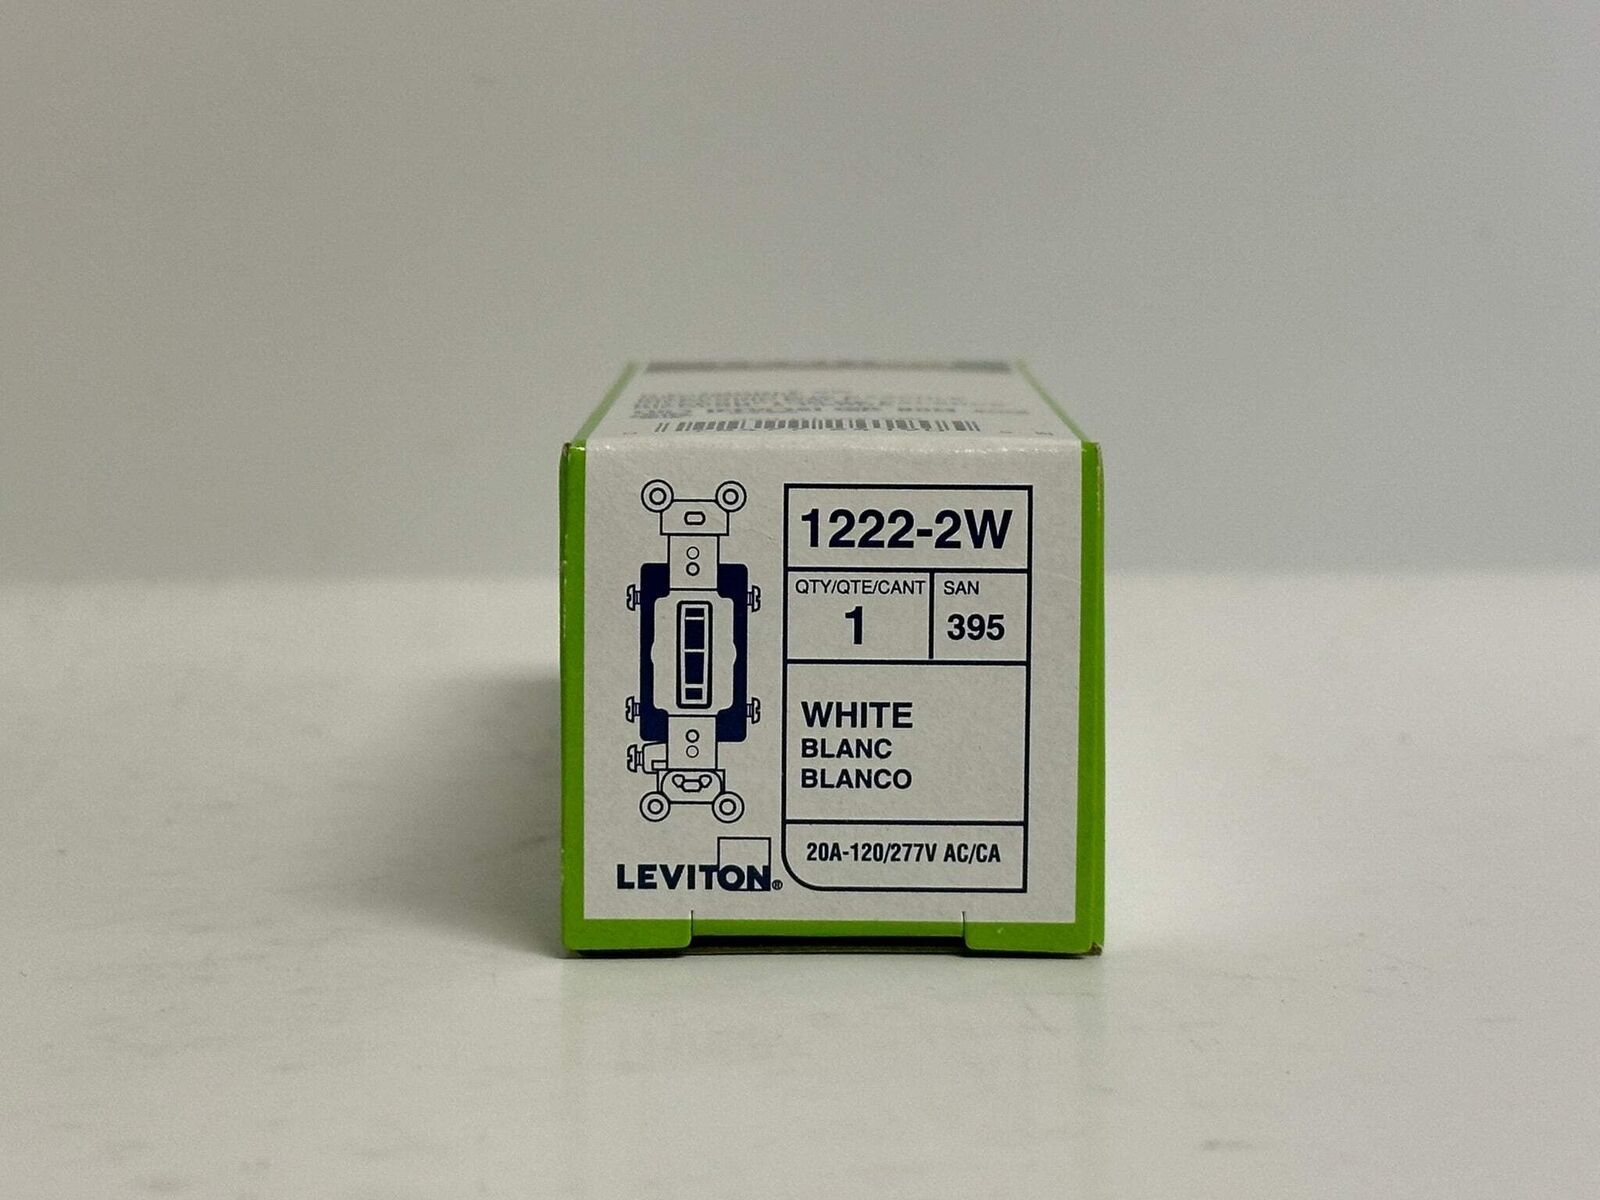 1222-2W
QTY/QTE/CANT
1
SAN
395
WHITE
BLANC
BLANCO
20A-120/277V AC/CA
LEVITON®